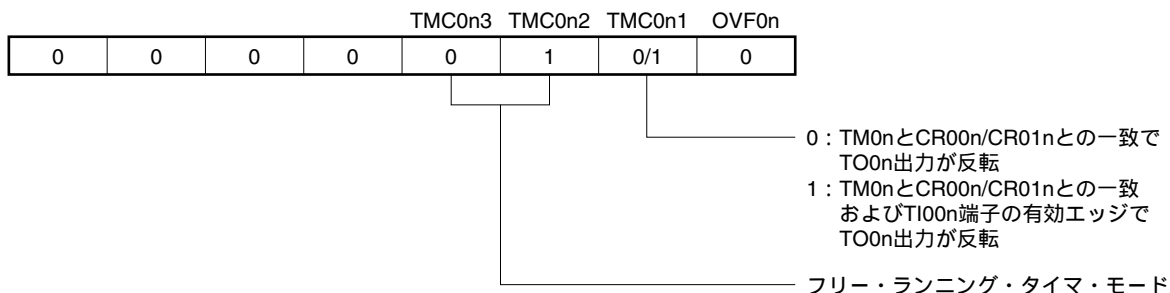 TMC0n3 TMC0n2 TMC0n1 OVF0n
0 0 0 0 0 1 0/1 0
0：TM0nとCR00n/CR01nとの一致で
TO0n出力が反転
1：TM0nとCR00n/CR01nとの一致
およびTI00n端子の有効エッジで
TO0n出力が反転
フリー・ランニング・タイマ・モード